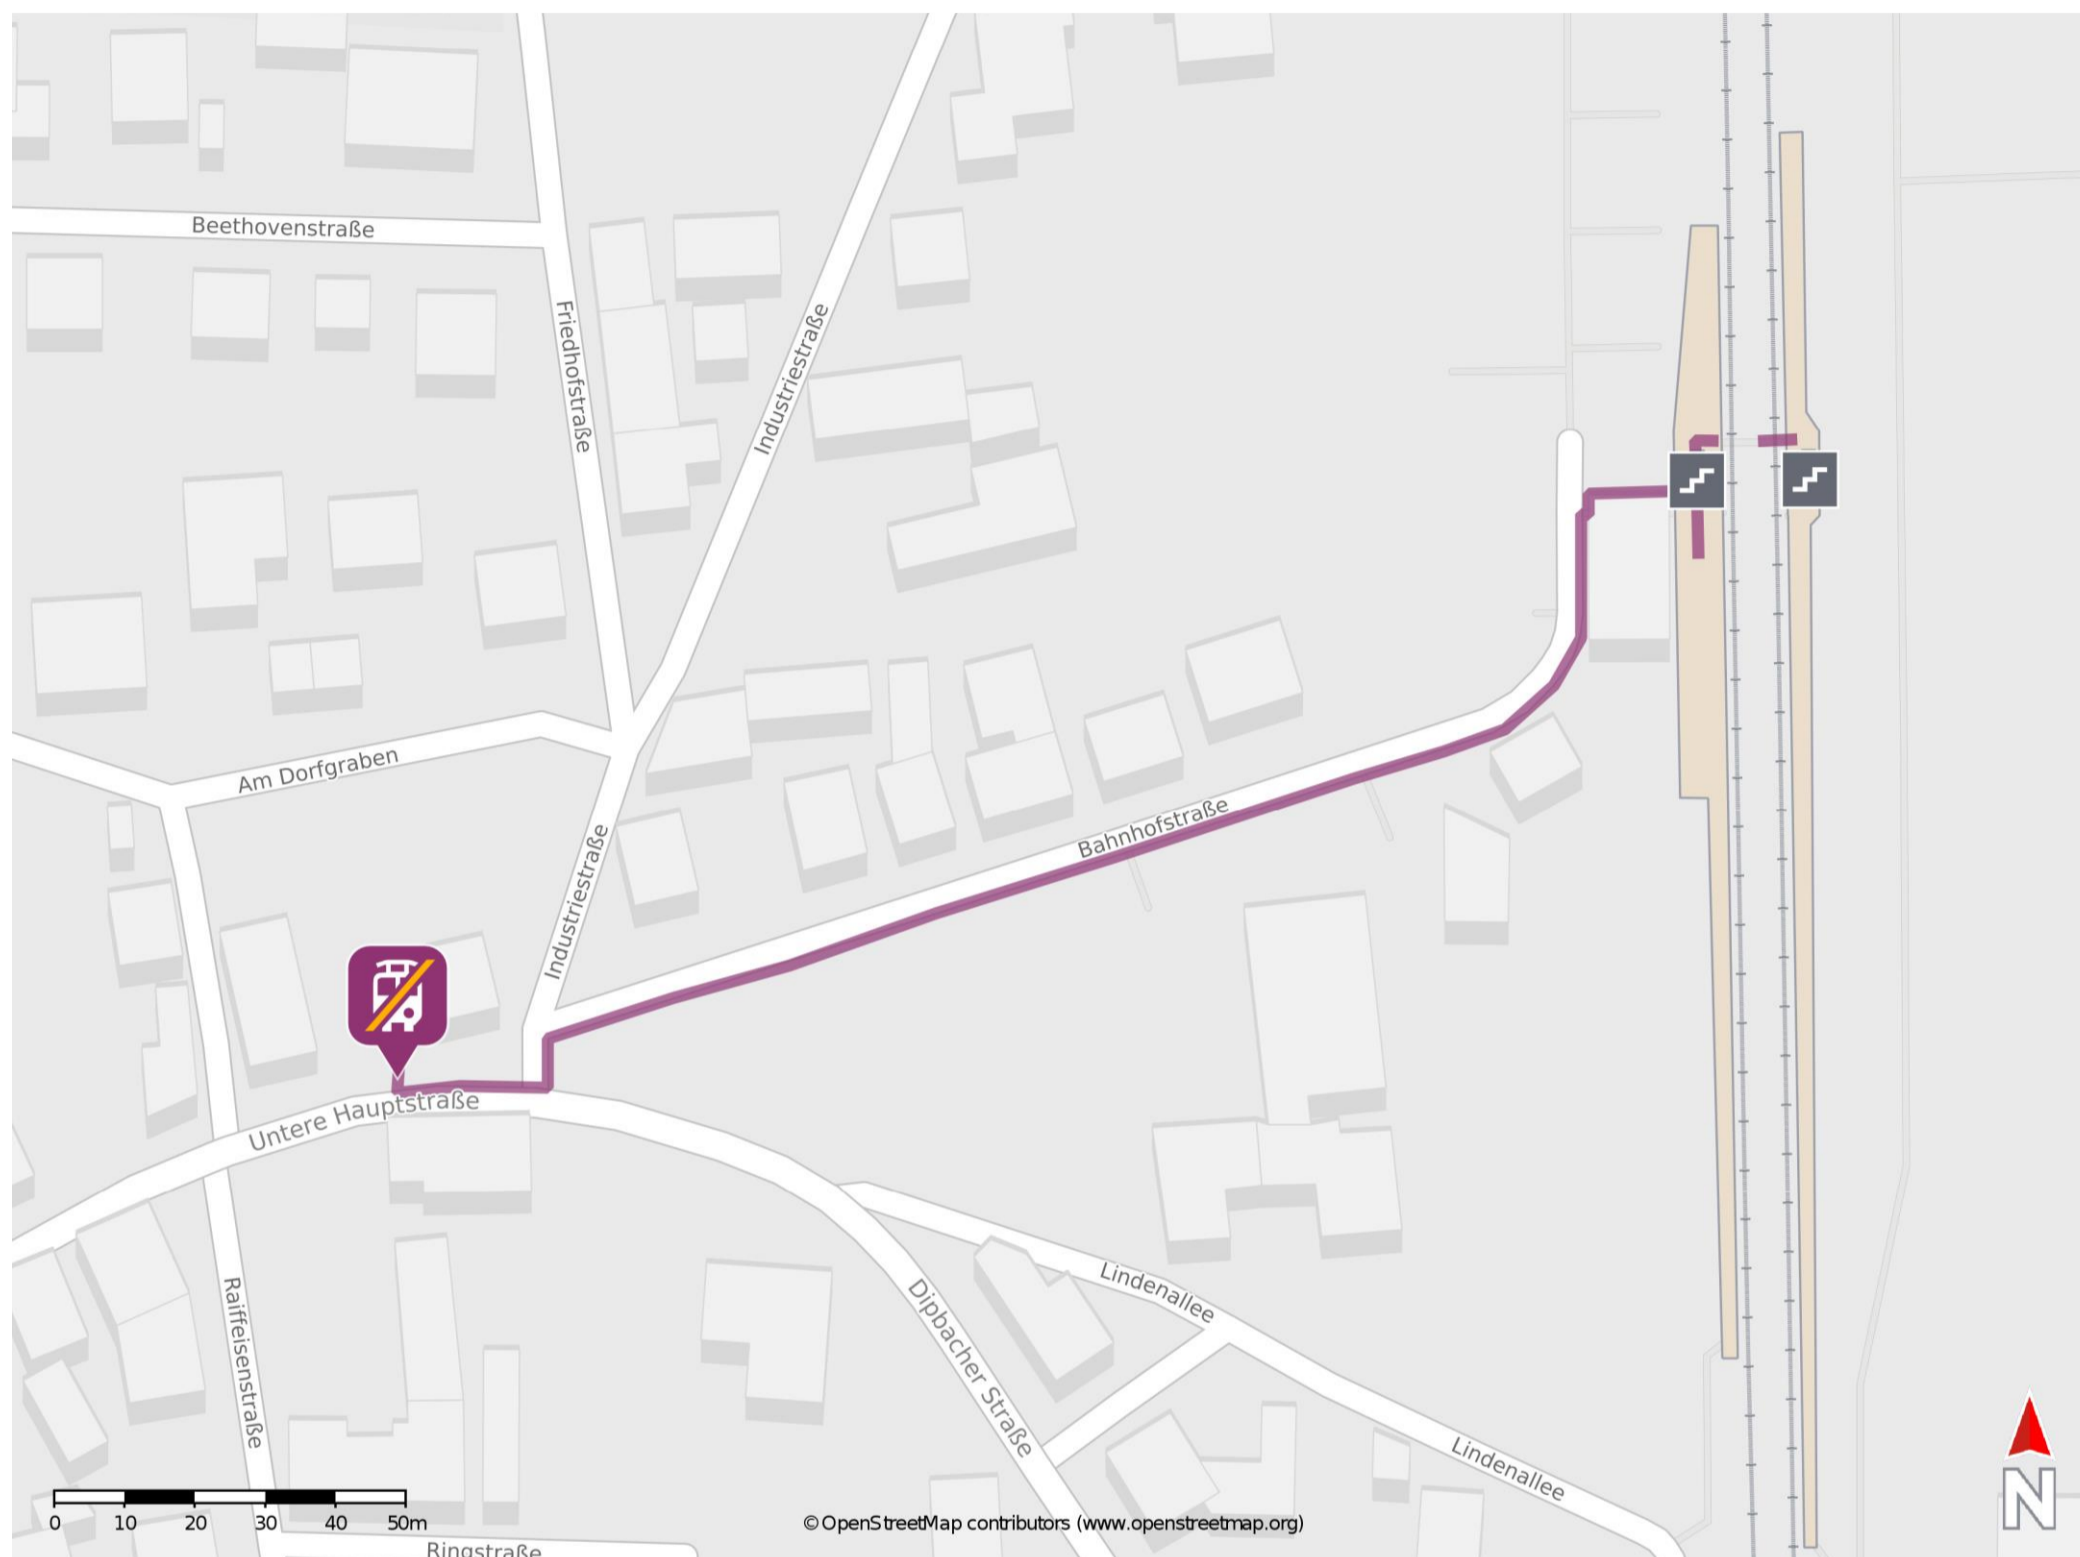 Beethovenstraße
Friedhofstraße
Industriestraße
Am Dorfgraben
Bahnhofstraße
Industriestraße
Untere Hauptstraße
Raiffeisenstraße
Dipbacher Straße
Lindenallee
Lindenallee
N
0 10 20 30 40 50m
© OpenStreetMap contributors (www.openstreetmap.org)
Ringstraße